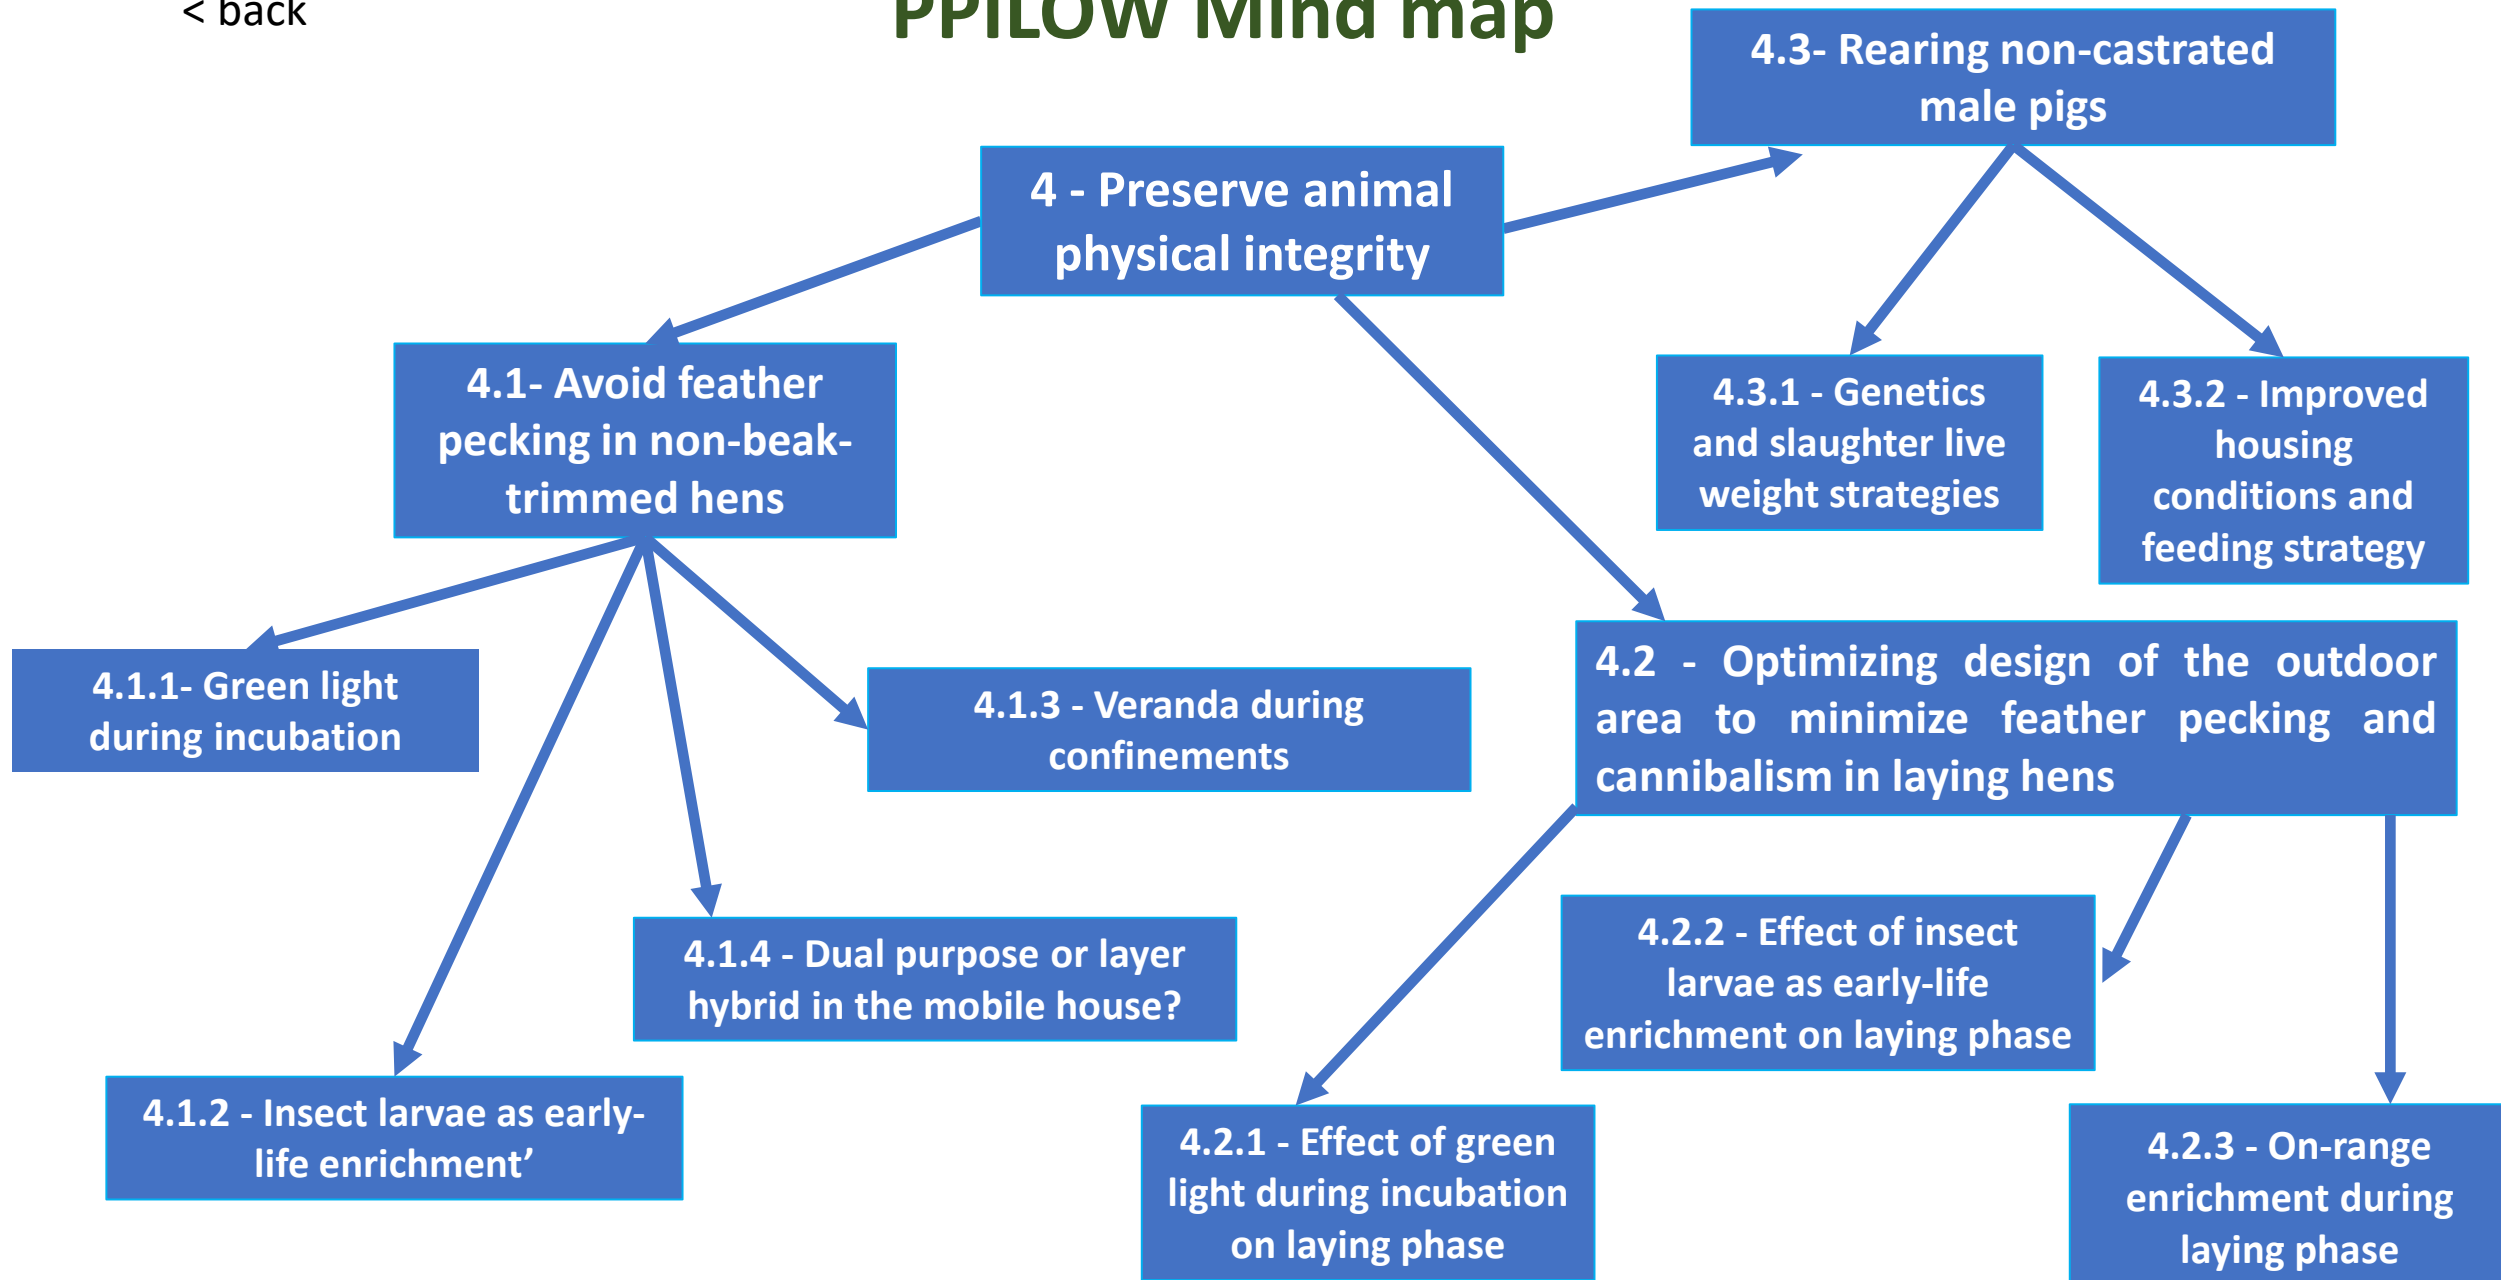 < back
PPILOW Mind map
4.3- Rearing non-castrated
male pigs
4 - Preserve animal
physical integrity
4.1- Avoid feather
pecking in non-beak-
trimmed hens
4.3.1 - Genetics
and slaughter live
weight strategies
4.3.2 - Improved
housing
conditions and
feeding strategy
4.1.1- Green light
during incubation
4.1.3 - Veranda during
confinements
4.2 - Optimizing design of the outdoor
area to minimize feather pecking and
cannibalism in laying hens
4.1.4 - Dual purpose or layer
hybrid in the mobile house?
4.2.2 - Effect of insect
larvae as early-life
enrichment on laying phase
4.1.2 - Insect larvae as early-
life enrichment’
4.2.1 - Effect of green
light during incubation
on laying phase
4.2.3 - On-range
enrichment during
laying phase